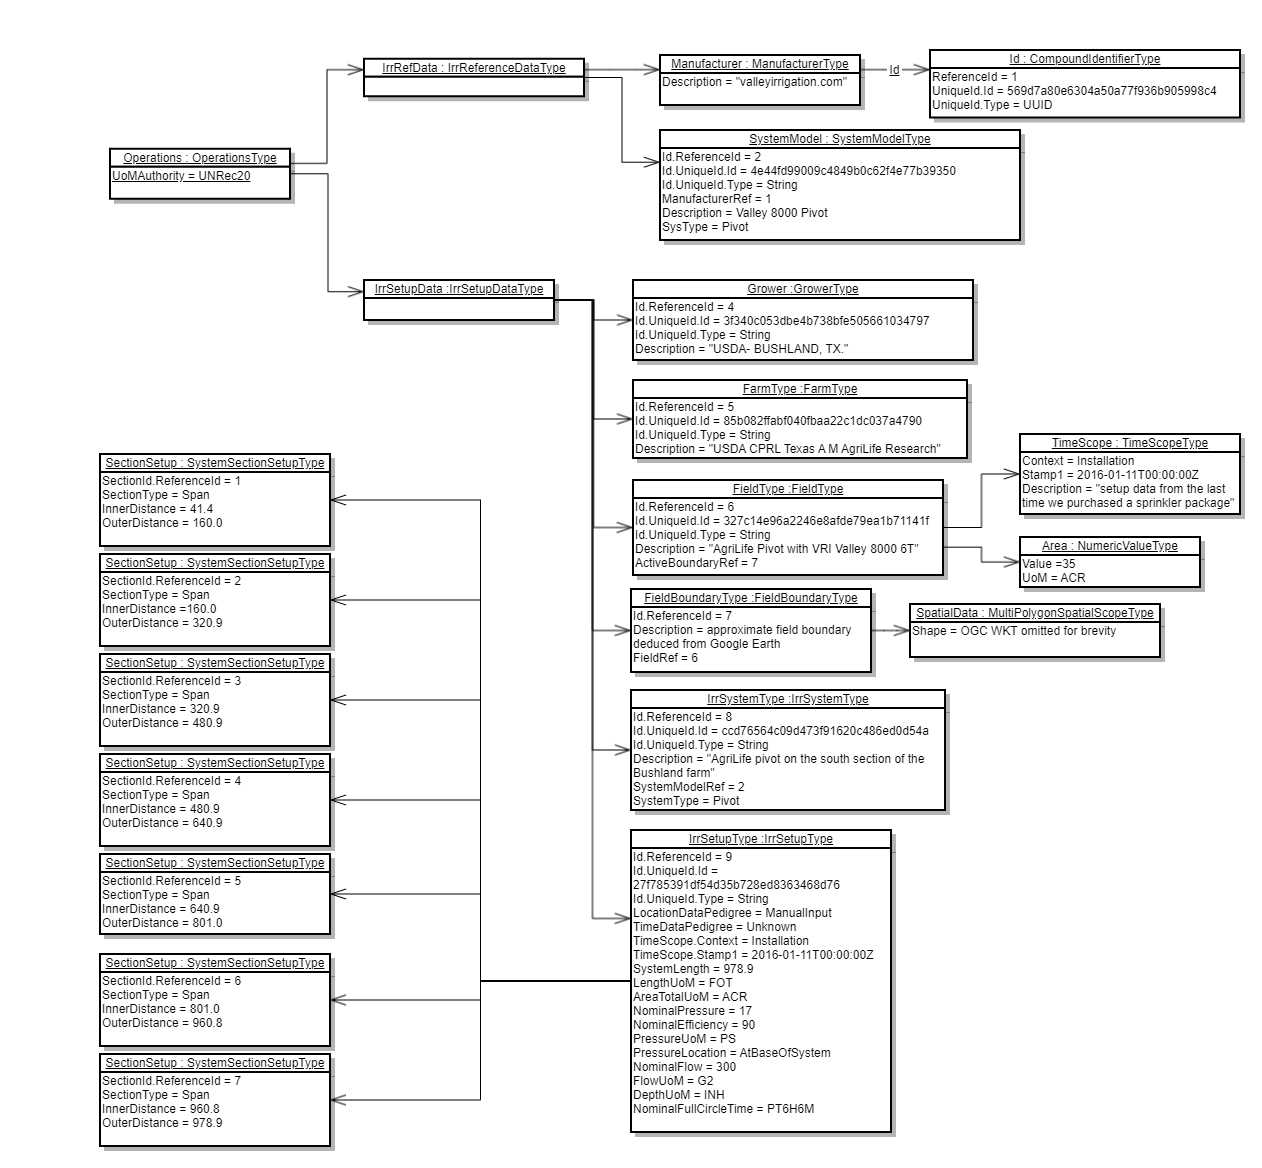 IrrRefData : IrrReferenceDataType
Manufacturer : ManufacturerType
Description = "valleyirrigation.com"
Id
Id : CompoundIdentifierType
ReferenceId = 1
UniqueId.Id = 569d7a80e6304a50a77f936b905998c4
UniqueId.Type = UUID
SystemModel : SystemModelType
Id.ReferenceId = 2
Id.UniqueId.Id = 4e44fd99009c4849b0c62f4e77b39350
Id.UniqueId.Type = String
ManufacturerRef = 1
Description = Valley 8000 Pivot
SysType = Pivot
Operations : OperationsType
UoMAuthority = UNRec20
IrrSetupData :IrrSetupDataType
Grower :GrowerType
Id.ReferenceId = 4
Id.UniqueId.Id = 3f340c053dbe4b738bfe505661034797
Id.UniqueId.Type = String
Description = "USDA- BUSHLAND, TX."
FarmType :FarmType
Id.ReferenceId = 5
Id.UniqueId.Id = 85b082ffabf040fbaa22c1dc037a4790
Id.UniqueId.Type = String
Description = "USDA CPRL Texas A M AgriLife Research"
FieldType :FieldType
Id.ReferenceId = 6
Id.UniqueId.Id = 327c14e96a2246e8afde79ea1b71141f
Id.UniqueId.Type = String
Description = "AgriLife Pivot with VRI Valley 8000 6T"
ActiveBoundaryRef = 7
TimeScope : TimeScopeType
Context = Installation
Stamp1 = 2016-01-11T00:00:00Z
Description = "setup data from the last
time we purchased a sprinkler package"
Area : NumericValueType
Value =35
UoM = ACR
FieldBoundaryType :FieldBoundaryType
Id.ReferenceId = 7
Description = approximate field boundary
deduced from Google Earth
FieldRef = 6
SpatialData : MultiPolygonSpatialScopeType
Shape = OGC WKT omitted for brevity
IrrSystemType :IrrSystemType
Id.ReferenceId = 8
Id.UniqueId.Id = ccd76564c09d473f91620c486ed0d54a
Id.UniqueId.Type = String
Description = "AgriLife pivot on the south section of the
Bushland farm"
SystemModelRef = 2
SystemType = Pivot
IrrSetupType :IrrSetupType
Id.ReferenceId = 9
Id.UniqueId.Id =
27f785391df54d35b728ed8363468d76
Id.UniqueId.Type = String
LocationDataPedigree = ManualInput
TimeDataPedigree = Unknown
TimeScope.Context = Installation
TimeScope.Stamp1 = 2016-01-11T00:00:00Z
SystemLength = 978.9
LengthUoM = FOT
AreaTotalUoM = ACR
NominalPressure = 17
NominalEfficiency = 90
PressureUoM = PS
PressureLocation = AtBaseOfSystem
NominalFlow = 300
FlowUoM = G2
DepthUoM = INH
NominalFullCircleTime = PT6H6M
SectionSetup : SystemSectionSetupType
SectionId.ReferenceId = 1
SectionType = Span
InnerDistance = 41.4
OuterDistance = 160.0
SectionSetup : SystemSectionSetupType
SectionId.ReferenceId = 2
SectionType = Span
InnerDistance =160.0
OuterDistance = 320.9
SectionSetup : SystemSectionSetupType
SectionId.ReferenceId = 3
SectionType = Span
InnerDistance = 320.9
OuterDistance = 480.9
SectionSetup : SystemSectionSetupType
SectionId.ReferenceId = 4
SectionType = Span
InnerDistance = 480.9
OuterDistance = 640.9
SectionSetup : SystemSectionSetupType
SectionId.ReferenceId = 5
SectionType = Span
InnerDistance = 640.9
OuterDistance = 801.0
SectionSetup : SystemSectionSetupType
SectionId.ReferenceId = 6
SectionType = Span
InnerDistance = 801.0
OuterDistance = 960.8
SectionSetup : SystemSectionSetupType
SectionId.ReferenceId = 7
SectionType = Span
InnerDistance = 960.8
OuterDistance = 978.9